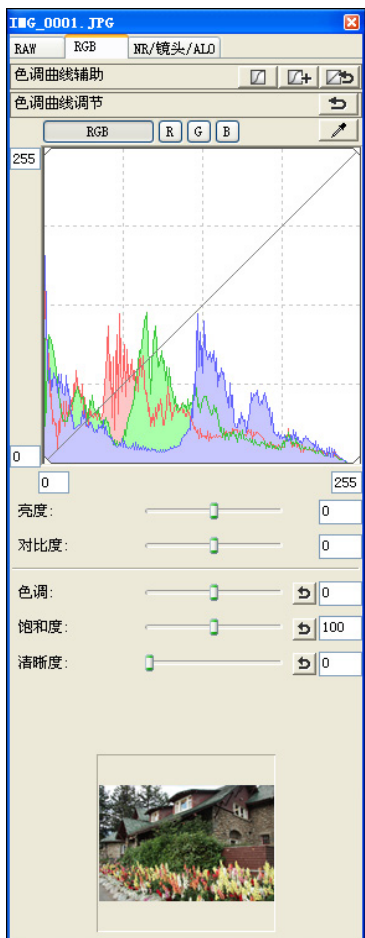 IMG_0001.JPG
RAW RGB NR/镜头/ALO
色调曲线辅助
色调曲线调节
RGB R G B
255
0
0 255
亮度: 0
对比度: 0
色调: 0
饱和度: 100
清晰度: 0